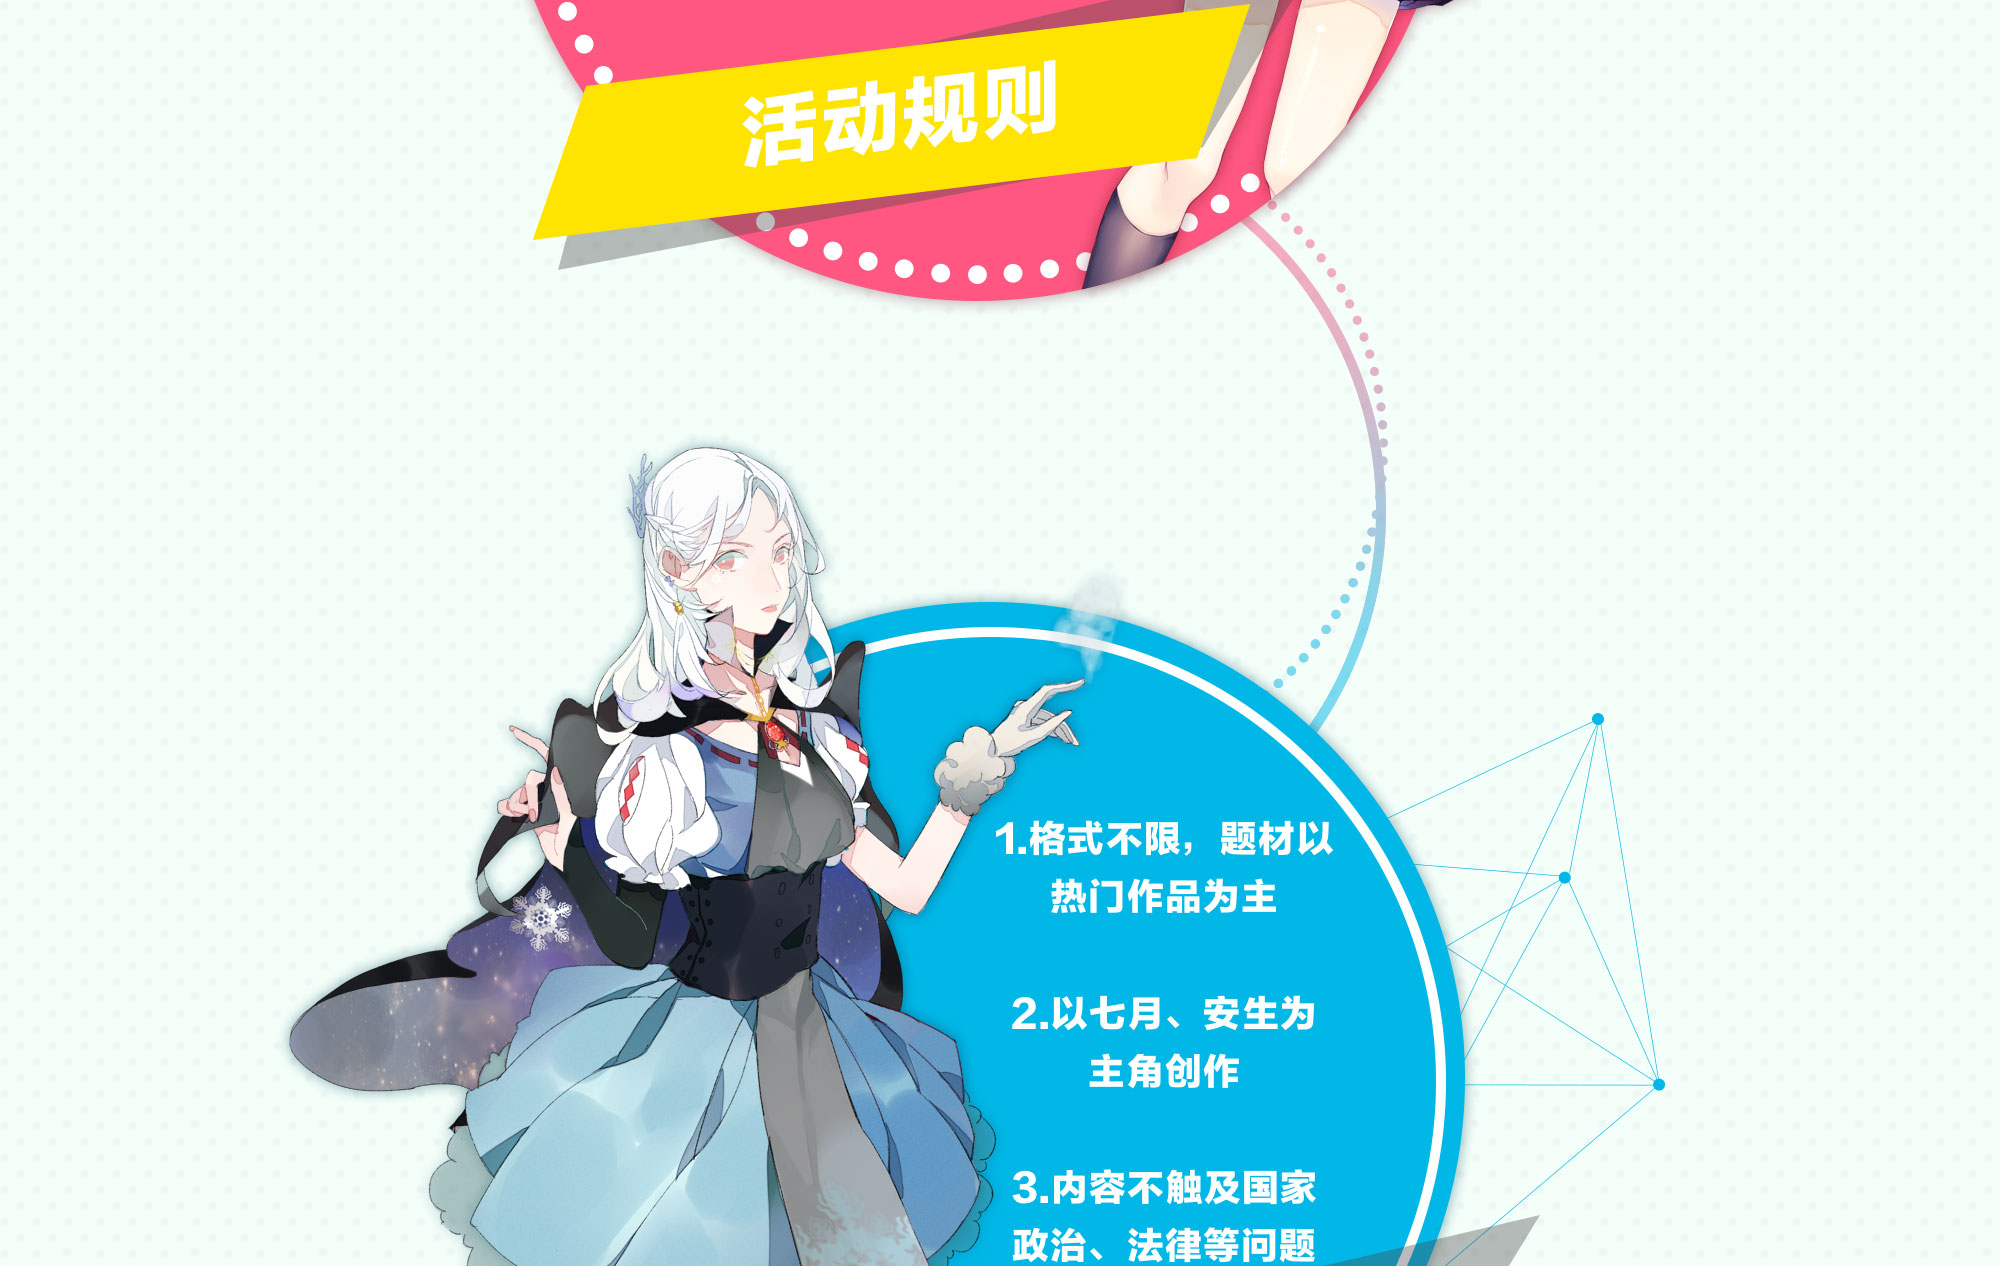 活动规则
1.格式不限，题材以
热门作品为主
2.以七月、安生为
主角创作
3.内容不触及国家
政治、法律等问题